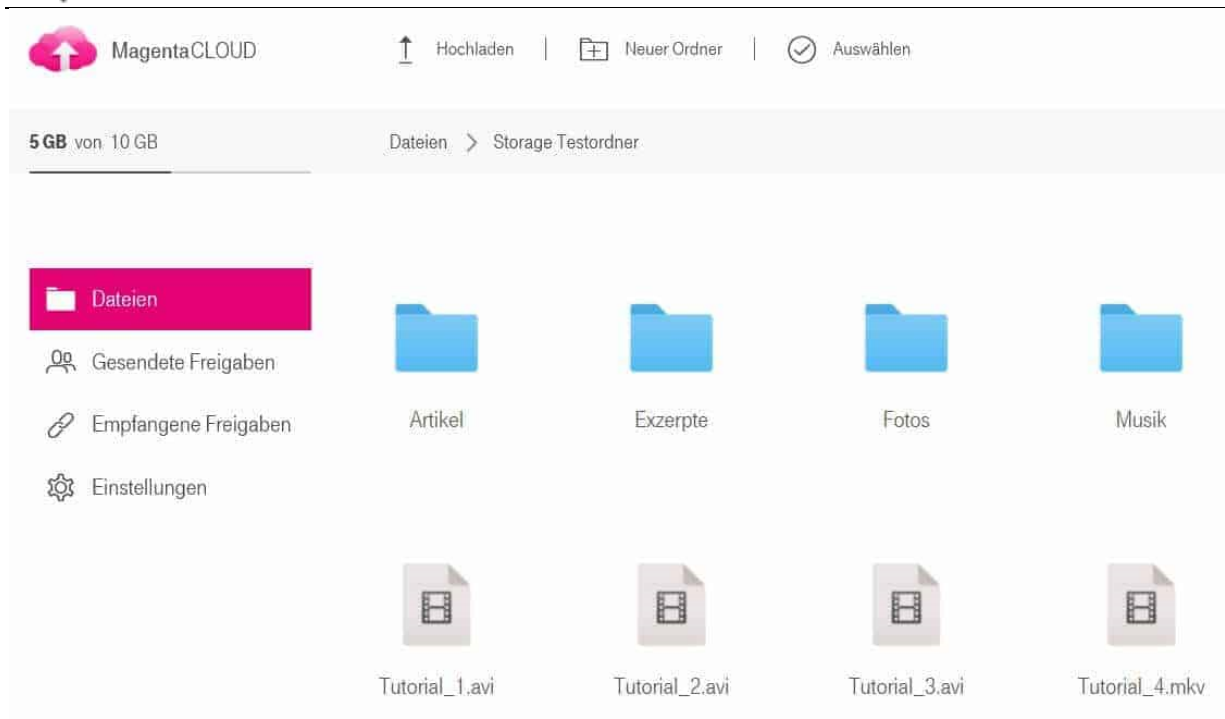 MagentaCLOUD Hochladen | Neuer Ordner | Auswählen
5 GB von 10 GB Dateien > Storage Testordner
Dateien
Gesendete Freigaben
Empfangene Freigaben
Einstellungen
Artikel Exzerpte Fotos Musik
Tutorial_1.avi Tutorial_2.avi Tutorial_3.avi Tutorial_4.mkv